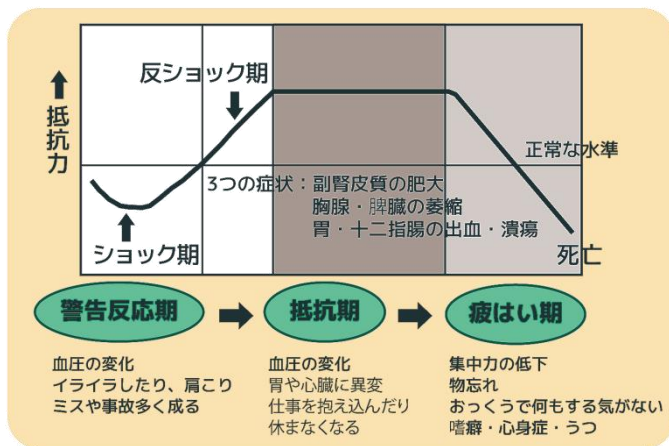 抵抗力
反ショック期
正常な水準
3つの症状：副腎皮質の肥大
胸腺・脾臓の萎縮
胃・十二指腸の出血・潰瘍
ショック期
死亡
警告反応期
抵抗期
疲はい期
血圧の変化
イライラしたり、肩こり
ミスや事故多く成る
血圧の変化
胃や心臓に異変
仕事を抱え込んだり
休まなくなる
集中力の低下
物忘れ
おっくうで何もする気がない
嗜癖・心身症・うつ